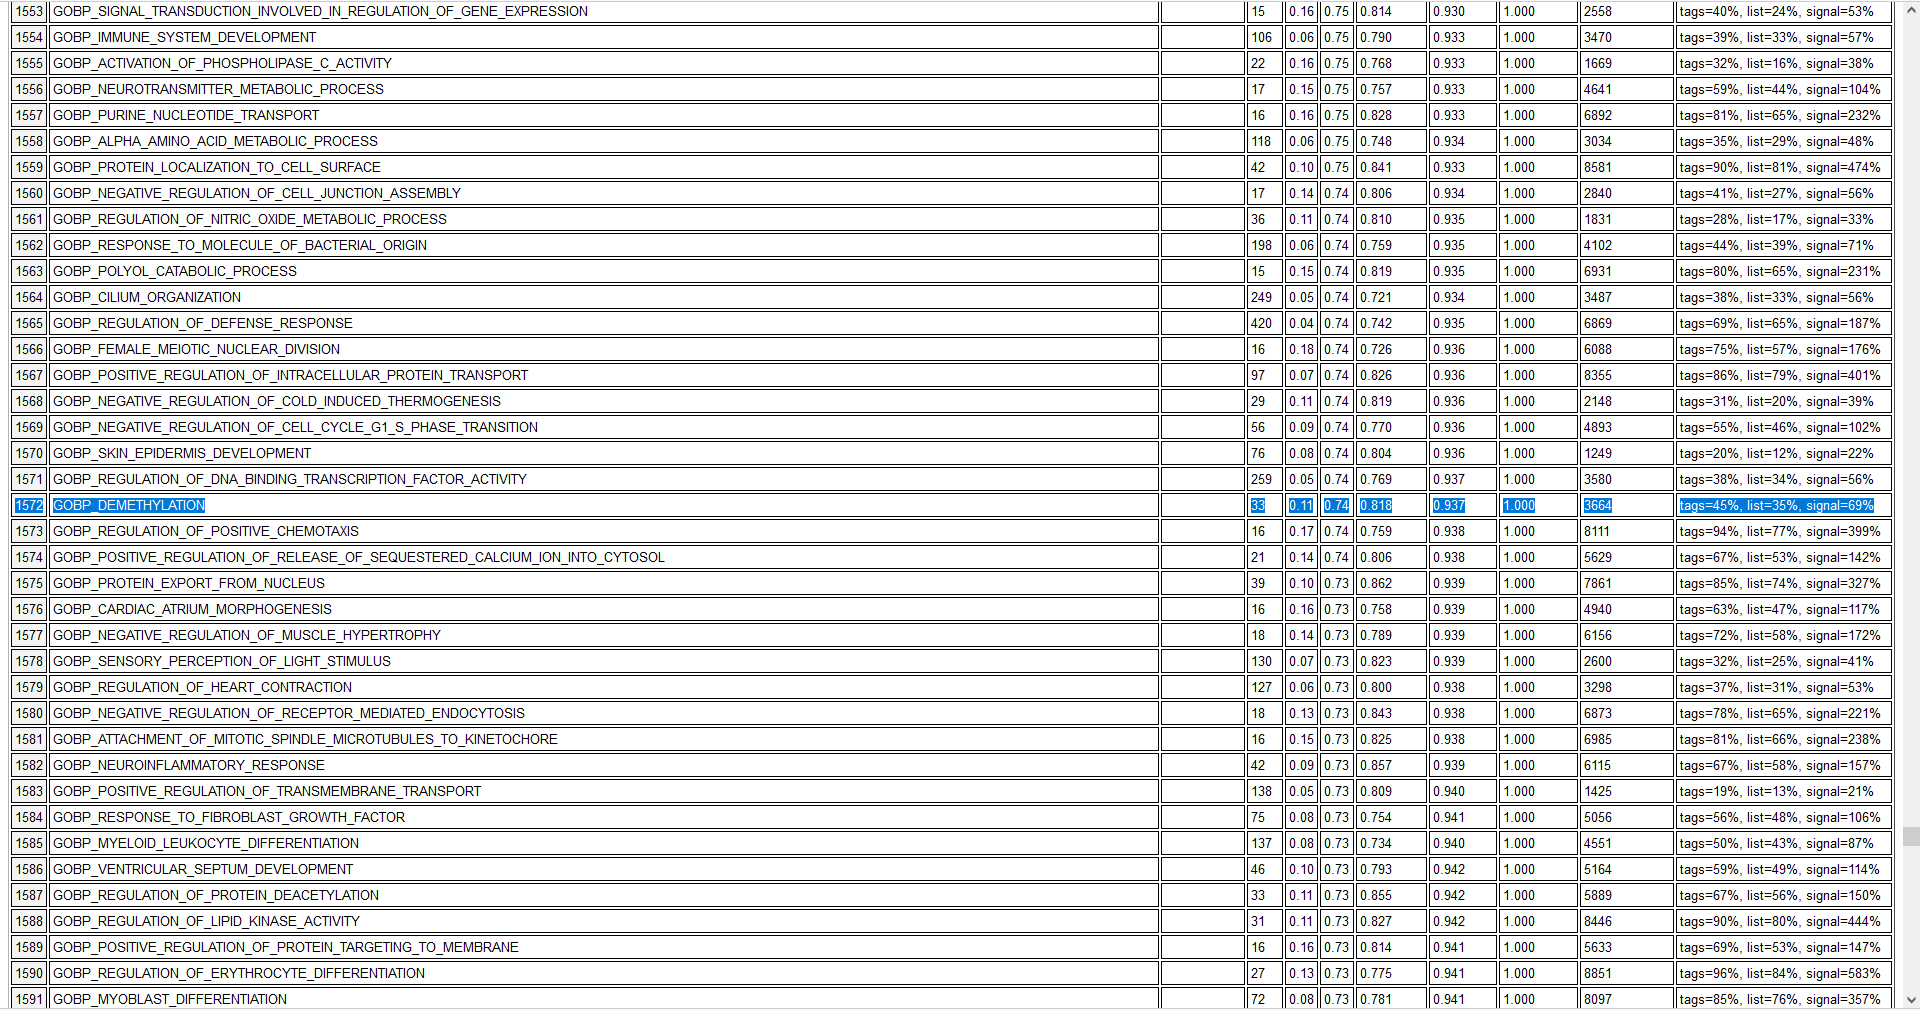 1553 GOBP_SIGNAL_TRANSDUCTION_INVOLVED_IN_REGULATION_OF_GENE_EXPRESSION 15 0.16 0.75 0.814 0.930 1.000 2558 tags=40%, list=24%, signal=53%
1554 GOBP_IMMUNE_SYSTEM_DEVELOPMENT 106 0.06 0.75 0.790 0.933 1.000 3470 tags=39%, list=33%, signal=57%
1555 GOBP_ACTIVATION_OF_PHOSPHOLIPASE_C_ACTIVITY 22 0.16 0.75 0.768 0.933 1.000 1669 tags=32%, list=16%, signal=38%
1556 GOBP_NEUROTRANSMITTER_METABOLIC_PROCESS 17 0.15 0.75 0.757 0.933 1.000 4641 tags=59%, list=44%, signal=104%
1557 GOBP_PURINE_NUCLEOTIDE_TRANSPORT 16 0.16 0.75 0.828 0.933 1.000 6892 tags=81%, list=65%, signal=232%
1558 GOBP_ALPHA_AMINO_ACID_METABOLIC_PROCESS 118 0.06 0.75 0.748 0.934 1.000 3034 tags=35%, list=29%, signal=48%
1559 GOBP_PROTEIN_LOCALIZATION_TO_CELL_SURFACE 42 0.10 0.75 0.841 0.933 1.000 8581 tags=90%, list=81%, signal=474%
1560 GOBP_NEGATIVE_REGULATION_OF_CELL_JUNCTION_ASSEMBLY 17 0.14 0.74 0.806 0.934 1.000 2840 tags=41%, list=27%, signal=56%
1561 GOBP_REGULATION_OF_NITRIC_OXIDE_METABOLIC_PROCESS 36 0.11 0.74 0.810 0.935 1.000 1831 tags=28%, list=17%, signal=33%
1562 GOBP_RESPONSE_TO_MOLECULE_OF_BACTERIAL_ORIGIN 198 0.06 0.74 0.759 0.935 1.000 4102 tags=44%, list=39%, signal=71%
1563 GOBP_POLYOL_CATABOLIC_PROCESS 15 0.15 0.74 0.819 0.935 1.000 6931 tags=80%, list=65%, signal=231%
1564 GOBP_CILIUM_ORGANIZATION 249 0.05 0.74 0.721 0.934 1.000 3487 tags=38%, list=33%, signal=56%
1565 GOBP_REGULATION_OF_DEFENSE_RESPONSE 420 0.04 0.74 0.742 0.935 1.000 6869 tags=69%, list=65%, signal=187%
1566 GOBP_FEMALE_MEIOTIC_NUCLEAR_DIVISION 16 0.18 0.74 0.726 0.936 1.000 6088 tags=75%, list=57%, signal=176%
1567 GOBP_POSITIVE_REGULATION_OF_INTRACELLULAR_PROTEIN_TRANSPORT 97 0.07 0.74 0.826 0.936 1.000 8355 tags=86%, list=79%, signal=401%
1568 GOBP_NEGATIVE_REGULATION_OF_COLD_INDUCED_THERMOGENESIS 29 0.11 0.74 0.819 0.936 1.000 2148 tags=31%, list=20%, signal=39%
1569 GOBP_NEGATIVE_REGULATION_OF_CELL_CYCLE_G1_S_PHASE_TRANSITION 56 0.09 0.74 0.770 0.936 1.000 4893 tags=55%, list=46%, signal=102%
1570 GOBP_SKIN_EPIDERMIS_DEVELOPMENT 76 0.08 0.74 0.804 0.936 1.000 1249 tags=20%, list=12%, signal=22%
1571 GOBP_REGULATION_OF_DNA_BINDING_TRANSCRIPTION_FACTOR_ACTIVITY 259 0.05 0.74 0.769 0.937 1.000 3580 tags=38%, list=34%, signal=56%
1572 GOBP_DEMETHYLATION 33 0.11 0.74 0.818 0.937 1.000 3664 tags=45%, list=35%, signal=69%
1573 GOBP_REGULATION_OF_POSITIVE_CHEMOTAXIS 16 0.17 0.74 0.759 0.938 1.000 8111 tags=94%, list=77%, signal=399%
1574 GOBP_POSITIVE_REGULATION_OF_RELEASE_OF_SEQUESTERED_CALCIUM_ION_INTO_CYTOSOL 21 0.14 0.74 0.806 0.938 1.000 5629 tags=67%, list=53%, signal=142%
1575 GOBP_PROTEIN_EXPORT_FROM_NUCLEUS 39 0.10 0.73 0.862 0.939 1.000 7861 tags=85%, list=74%, signal=327%
1576 GOBP_CARDIAC_ATRIUM_MORPHOGENESIS 16 0.16 0.73 0.758 0.939 1.000 4940 tags=63%, list=47%, signal=117%
1577 GOBP_NEGATIVE_REGULATION_OF_MUSCLE_HYPERTROPHY 18 0.14 0.73 0.789 0.939 1.000 6156 tags=72%, list=58%, signal=172%
1578 GOBP_SENSORY_PERCEPTION_OF_LIGHT_STIMULUS 130 0.07 0.73 0.823 0.939 1.000 2600 tags=32%, list=25%, signal=41%
1579 GOBP_REGULATION_OF_HEART_CONTRACTION 127 0.06 0.73 0.800 0.938 1.000 3298 tags=37%, list=31%, signal=53%
1580 GOBP_NEGATIVE_REGULATION_OF_RECEPTOR_MEDIATED_ENDOCYTOSIS 18 0.13 0.73 0.843 0.938 1.000 6873 tags=78%, list=65%, signal=221%
1581 GOBP_ATTACHMENT_OF_MITOTIC_SPINDLE_MICROTUBULES_TO_KINETOCHORE 16 0.15 0.73 0.825 0.938 1.000 6985 tags=81%, list=66%, signal=238%
1582 GOBP_NEUROINFLAMMATORY_RESPONSE 42 0.09 0.73 0.857 0.939 1.000 6115 tags=67%, list=58%, signal=157%
1583 GOBP_POSITIVE_REGULATION_OF_TRANSMEMBRANE_TRANSPORT 138 0.05 0.73 0.809 0.940 1.000 1425 tags=19%, list=13%, signal=21%
1584 GOBP_RESPONSE_TO_FIBROBLAST_GROWTH_FACTOR 75 0.08 0.73 0.754 0.941 1.000 5056 tags=56%, list=48%, signal=106%
1585 GOBP_MYELOID_LEUKOCYTE_DIFFERENTIATION 137 0.08 0.73 0.734 0.940 1.000 4551 tags=50%, list=43%, signal=87%
1586 GOBP_VENTRICULAR_SEPTUM_DEVELOPMENT 46 0.10 0.73 0.793 0.942 1.000 5164 tags=59%, list=49%, signal=114%
1587 GOBP_REGULATION_OF_PROTEIN_DEACETYLATION 33 0.11 0.73 0.855 0.942 1.000 5889 tags=67%, list=56%, signal=150%
1588 GOBP_REGULATION_OF_LIPID_KINASE_ACTIVITY 31 0.11 0.73 0.827 0.942 1.000 8446 tags=90%, list=80%, signal=444%
1589 GOBP_POSITIVE_REGULATION_OF_PROTEIN_TARGETING_TO_MEMBRANE 16 0.16 0.73 0.814 0.941 1.000 5633 tags=69%, list=53%, signal=147%
1590 GOBP_REGULATION_OF_ERYTHROCYTE_DIFFERENTIATION 27 0.13 0.73 0.775 0.941 1.000 8851 tags=96%, list=84%, signal=583%
1591 GOBP_MYOBLAST_DIFFERENTIATION 72 0.08 0.73 0.781 0.941 1.000 8097 tags=85%, list=76%, signal=357%